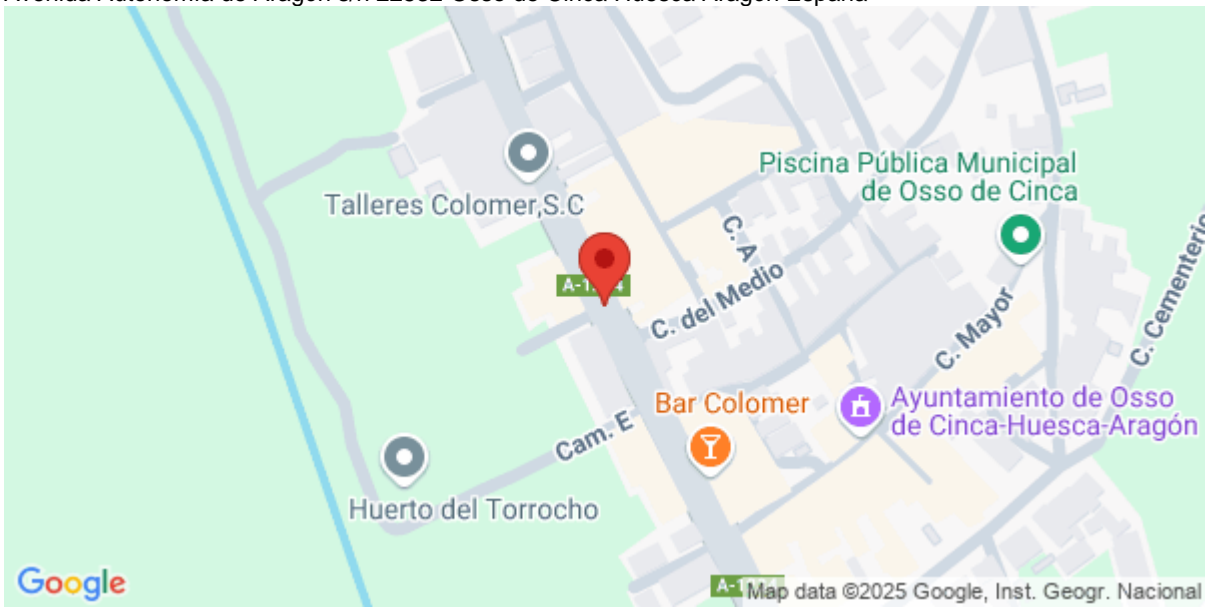 Talleres Colomer,S.C
Piscina Pública Municipal
de Osso de Cinca
C. A
C. del Medio
C. Mayor
C. Cementerio
Bar Colomer
Ayuntamiento de Osso
de Cinca-Huesca-Aragón
Cam. E
Huerto del Torrocho
Google
Map data ©2025 Google, Inst. Geogr. Nacional